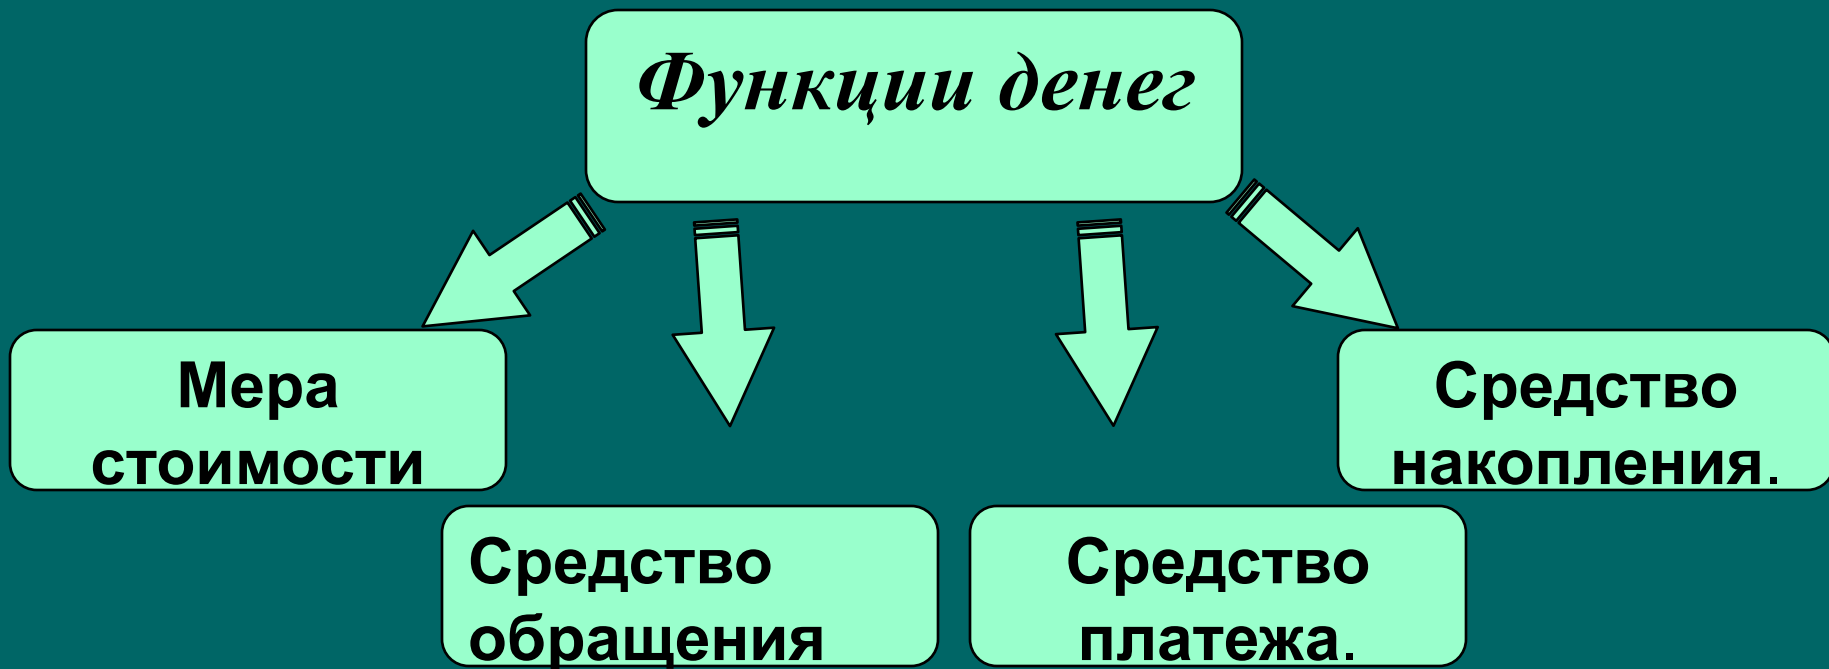 Функции денег
Мера
стоимости
Средство
обращения
Средство
платежа.
Средство
накопления.